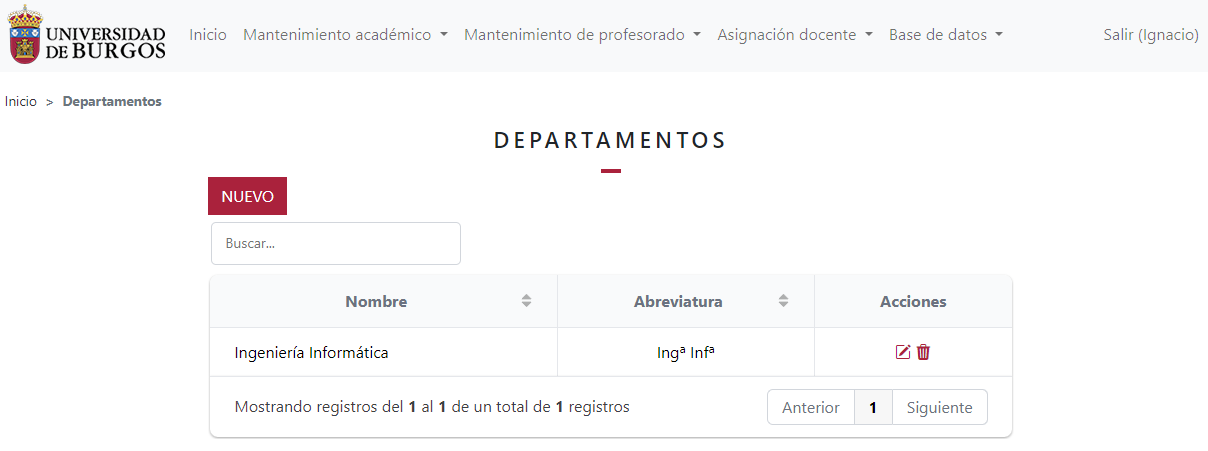 UNIVERSIDAD
DE BURGOS
Inicio Mantenimiento académico Mantenimiento de profesorado Asignación docente Base de datos Salir (Ignacio)
Inicio > Departamentos
DEPARTAMENTOS
NUEVO
Buscar...
Nombre Abreviatura Acciones
Ingeniería Informática Ingª Infª
Mostrando registros del 1 al 1 de un total de 1 registros Anterior 1 Siguiente